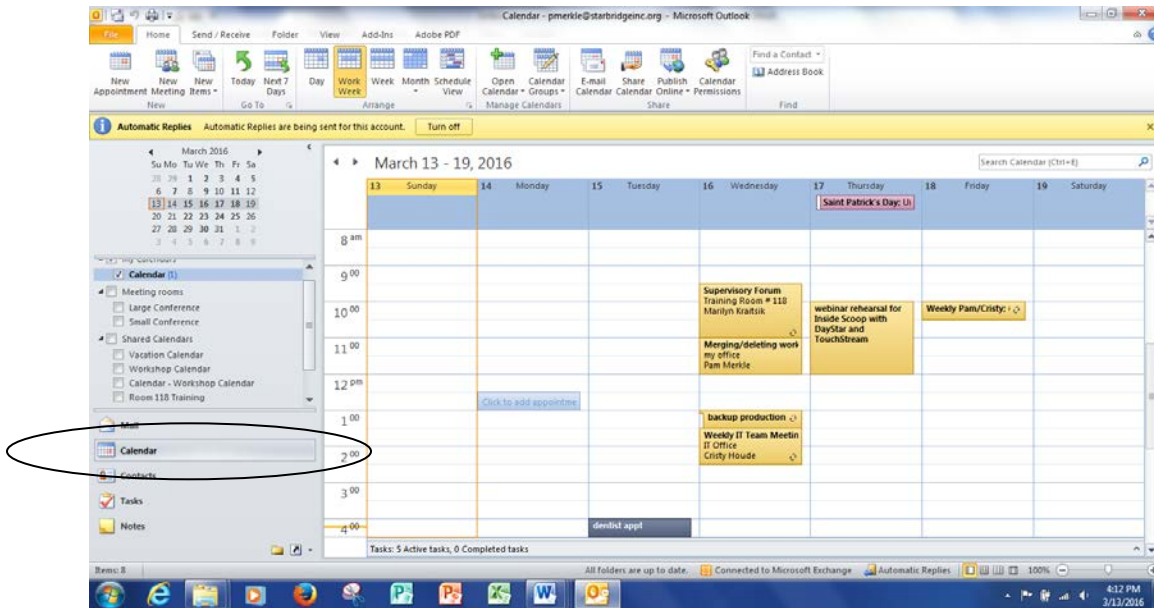 Calendar - pmerkle@starbridgeinc.org - Microsoft Outlook
File Home Send / Receive Folder View Add-Ins Adobe PDF
New Appointment
New Meeting
New Items
New
Today
Next 7 Days
Go To
Day
Work Week
Week
Month
Schedule View
Arrange
Open Calendar
Calendar Groups
Manage Calendars
E-mail Calendar
Share Calendar
Publish Online
Calendar Permissions
Share
Find a Contact
Address Book
Find
Automatic Replies Automatic Replies are being sent for this account. Turn off
March 2016
Su Mo Tu We Th Fr Sa
28 29 1 2 3 4 5
6 7 8 9 10 11 12
13 14 15 16 17 18 19
20 21 22 23 24 25 26
27 28 29 30 31 1 2
3 4 5 6 7 8 9
My Calendars
Calendar (1)
Meeting rooms
Large Conference
Small Conference
Shared Calendars
Vacation Calendar
Workshop Calendar
Calendar - Workshop Calendar
Room 118 Training
Mail
Calendar
Contacts
Tasks
Notes
March 13 - 19, 2016
Search Calendar (Ctrl+E)
13 Sunday 14 Monday 15 Tuesday 16 Wednesday 17 Thursday 18 Friday 19 Saturday
Saint Patrick's Day;
8 am
9 00
10 00
11 00
12 pm
1 00
2 00
3 00
4 00
Click to add appointme
dentist appt
Supervisory Forum
Training Room # 118
Marilyn Kraitsik
Merging/deleting work
my office
Pam Merkle
backup production
Weekly IT Team Meetin
IT Office
Cristy Houde
webinar rehearsal for
Inside Scoop with
DayStar and
TouchStream
Weekly Pam/Cristy;
Tasks: 5 Active tasks, 0 Completed tasks
Items: 8 All folders are up to date. Connected to Microsoft Exchange Automatic Replies 100%
4:12 PM
3/13/2016